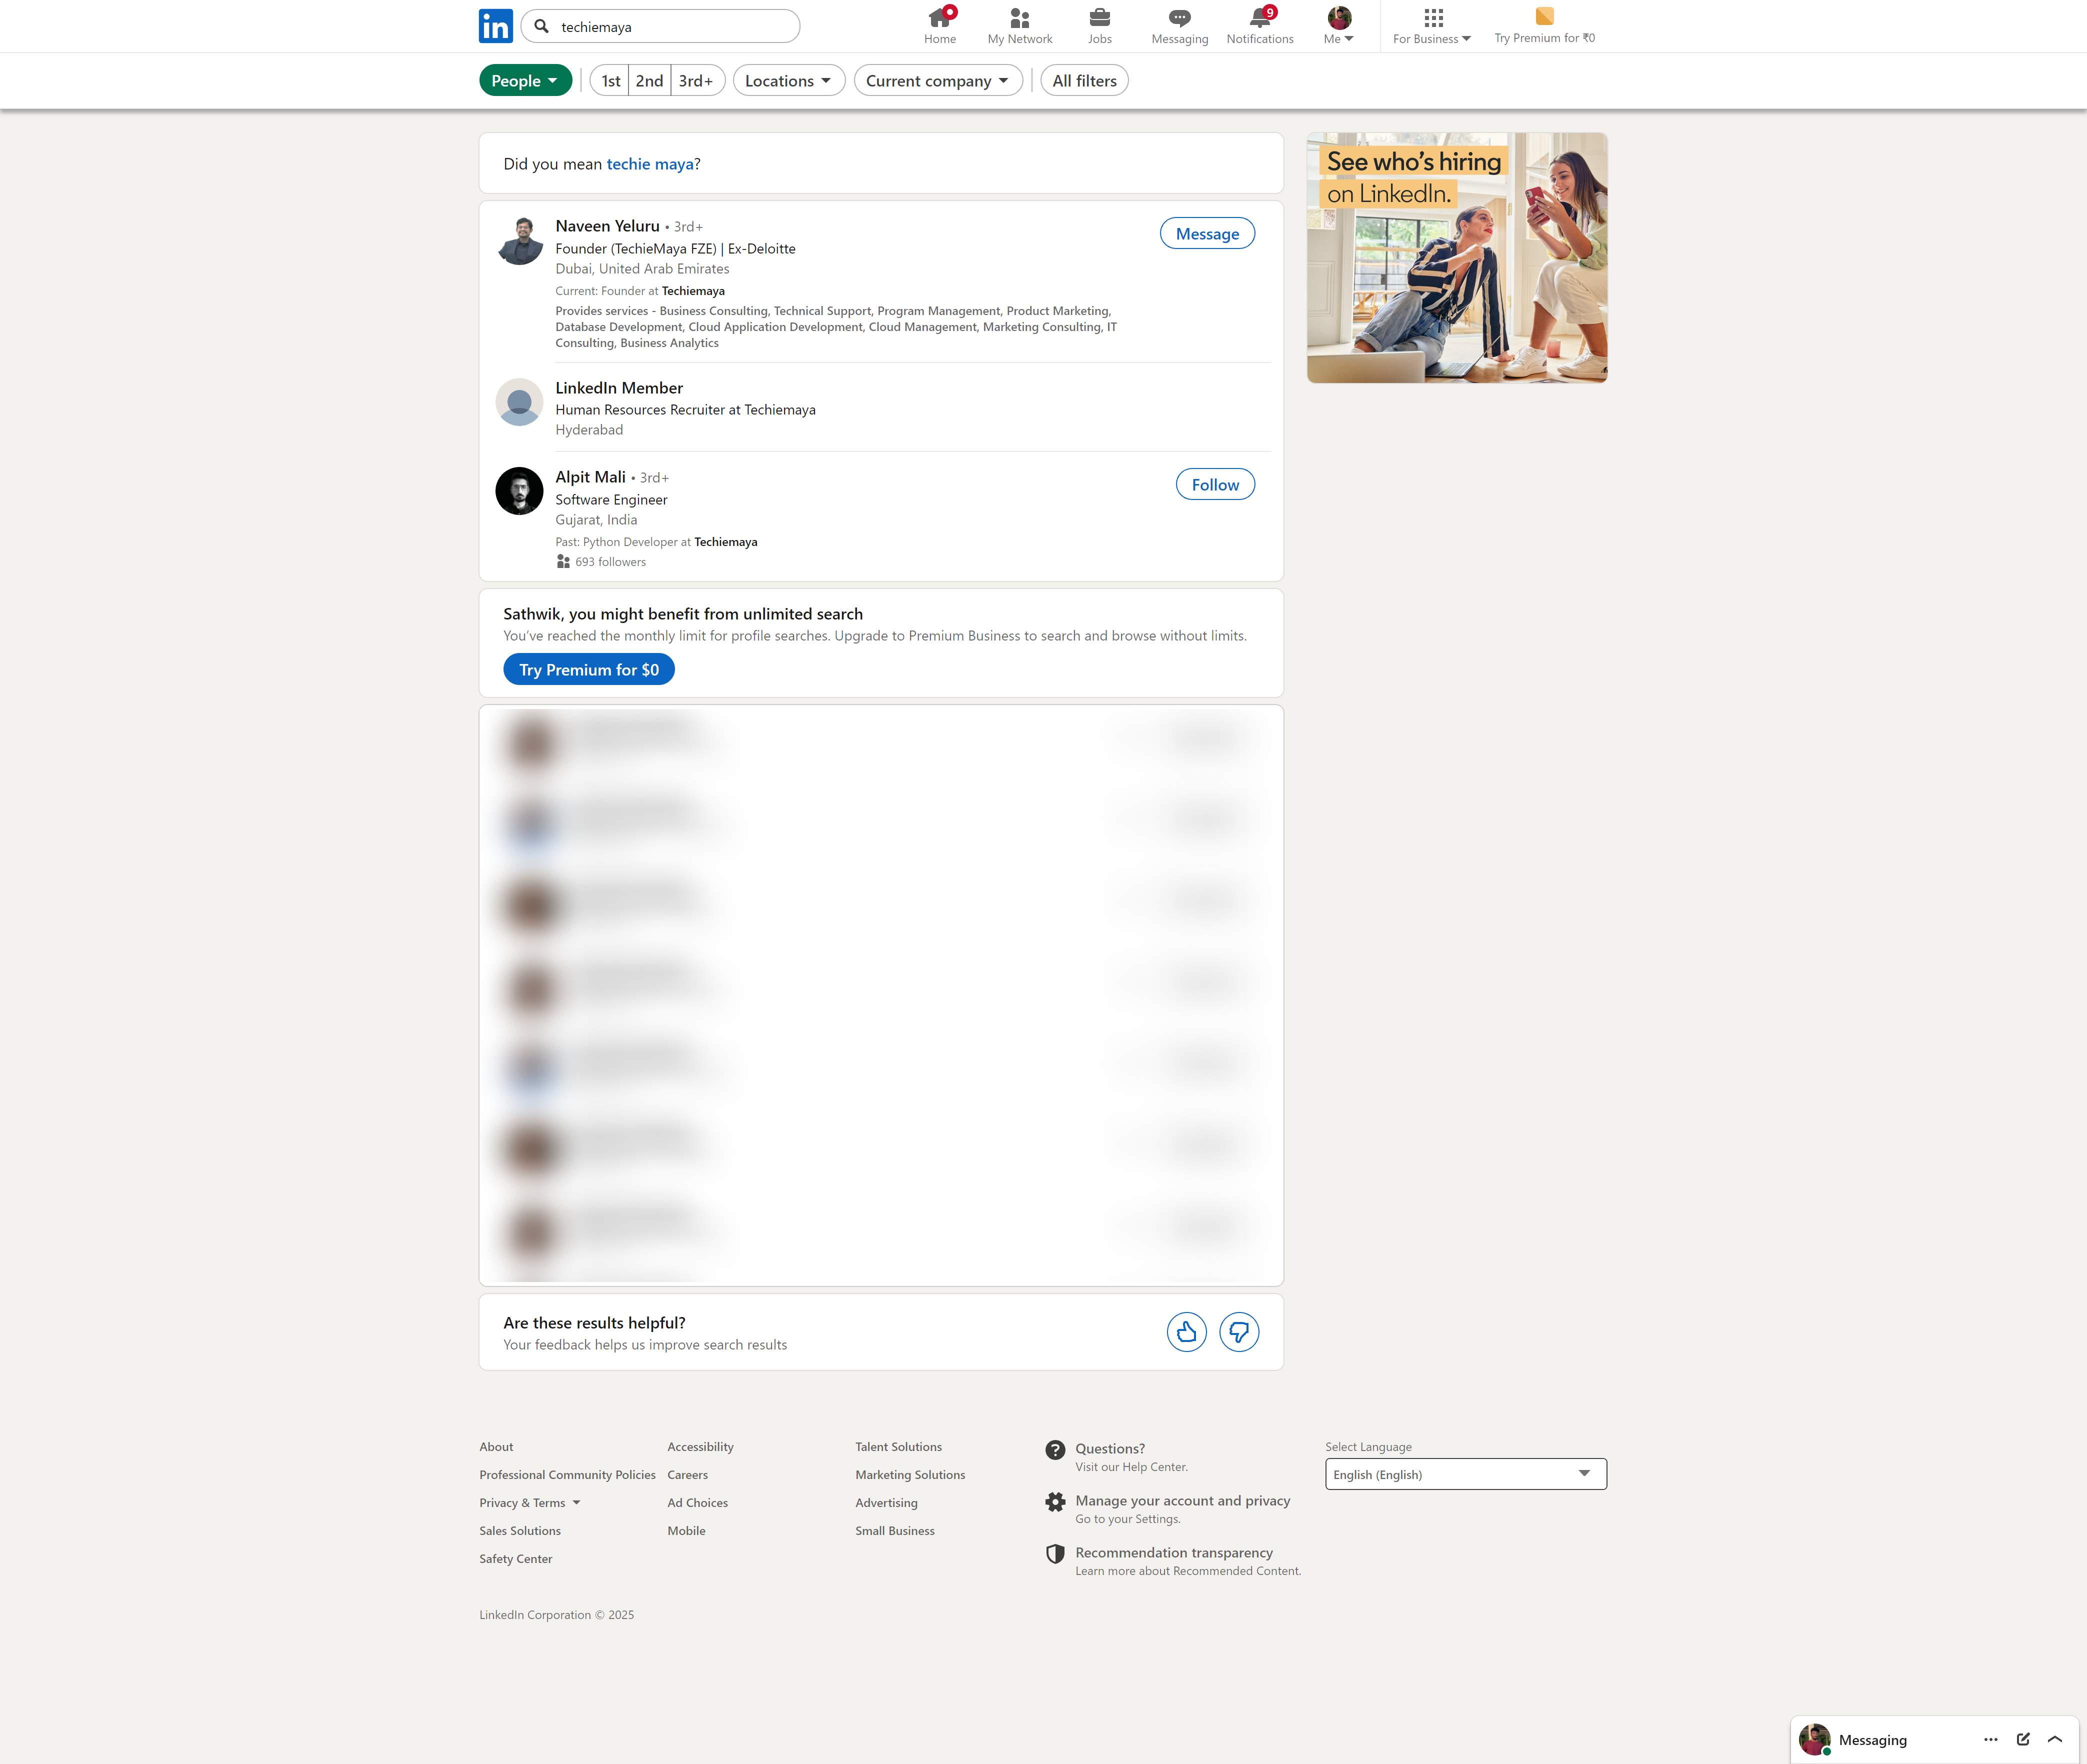 in
techiemaya
Home
My Network
Jobs
Messaging
9
Notifications
Me
For Business
Try Premium for ₹0
People
1st
2nd
3rd+
Locations
Current company
All filters
Did you mean techie maya?
See who's hiring
on LinkedIn.
Naveen Yeluru • 3rd+
Message
Founder (TechieMaya FZE) | Ex-Deloitte
Dubai, United Arab Emirates
Current: Founder at Techiemaya
Provides services - Business Consulting, Technical Support, Program Management, Product Marketing,
Database Development, Cloud Application Development, Cloud Management, Marketing Consulting, IT
Consulting, Business Analytics
LinkedIn Member
Human Resources Recruiter at Techiemaya
Hyderabad
Alpit Mali • 3rd+
Follow
Software Engineer
Gujarat, India
Past: Python Developer at Techiemaya
693 followers
Sathwik, you might benefit from unlimited search
You've reached the monthly limit for profile searches. Upgrade to Premium Business to search and browse without limits.
Try Premium for $0
Are these results helpful?
Your feedback helps us improve search results
About
Accessibility
Talent Solutions
Professional Community Policies
Careers
Marketing Solutions
Privacy & Terms
Ad Choices
Advertising
Sales Solutions
Mobile
Small Business
Safety Center
Questions?
Visit our Help Center.
Manage your account and privacy
Go to your Settings.
Recommendation transparency
Learn more about Recommended Content.
Select Language
English (English)
LinkedIn Corporation © 2025
Messaging